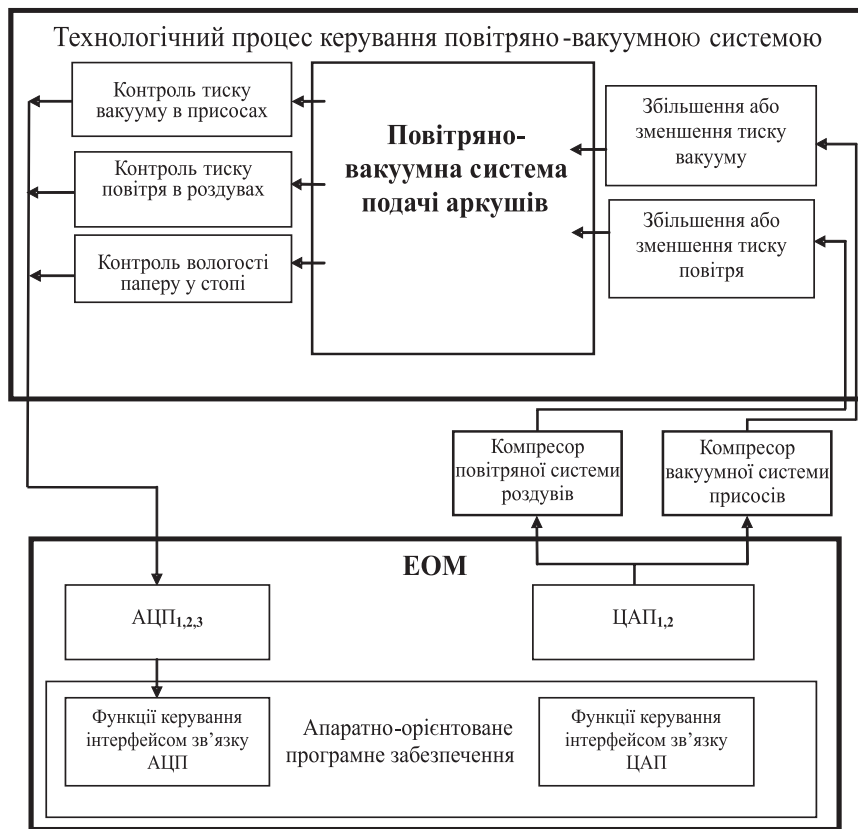 Технологічний процес керування повітряно-вакуумною системою
Контроль тиску
вакууму в присосах
Контроль тиску
повітря в роздувах
Контроль вологості
паперу у стопі
Повітряно-
вакуумна система
подачі аркушів
Збільшення або
зменшення тиску
вакууму
Збільшення або
зменшення тиску
повітря
Компресор
повітряної системи
роздувів
Компресор
вакуумної системи
присосів
ЕОМ
АЦП1,2,3
ЦАП1,2
Функції керування
інтерфейсом зв’язку
АЦП
Апаратно-орієнтоване
програмне забезпечення
Функції керування
інтерфейсом зв’язку
ЦАП